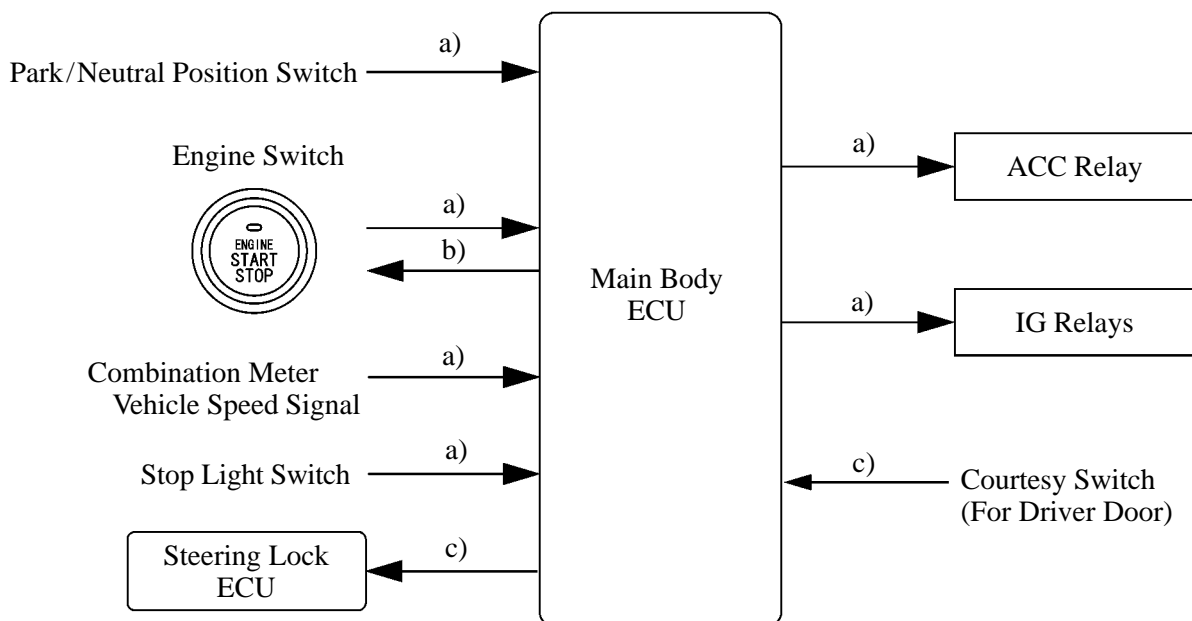 a)
Park/Neutral Position Switch
Engine Switch
a)
b)
ENGINE
START
STOP
a)
Combination Meter
Vehicle Speed Signal
a)
Stop Light Switch
c)
Steering Lock
ECU
Main Body
ECU
a)
ACC Relay
a)
IG Relays
c)
Courtesy Switch
(For Driver Door)